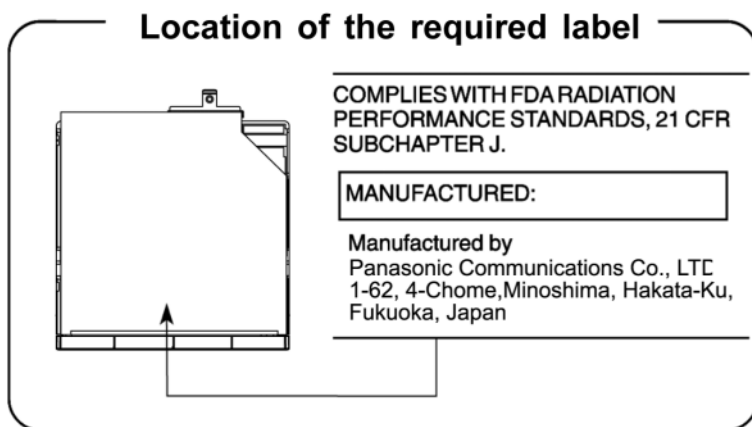 Location of the required label
COMPLIES WITH FDA RADIATION
PERFORMANCE STANDARDS, 21 CFR
SUBCHAPTER J.
MANUFACTURED:
Manufactured by
Panasonic Communications Co., LTD
1-62, 4-Chome,Minoshima, Hakata-Ku,
Fukuoka, Japan